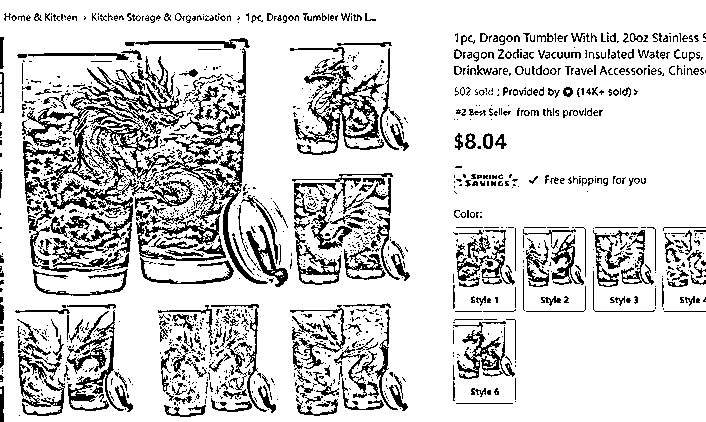 Home & Kitchen › Kitchen Storage & Organization › 1pc, Dragon Tumbler With L...
1pc, Dragon Tumbler With Lid, 20oz Stainless S
Dragon Zodiac Vacuum Insulated Water Cups,
Drinkware, Outdoor Travel Accessories, Chines
502 sold | Provided by (14K+ sold) ›
#2 Best Seller from this provider
$8.04
SPRING SAVINGS ✓ Free shipping for you
Color:
Style 1 Style 2 Style 3 Style 4
Style 6